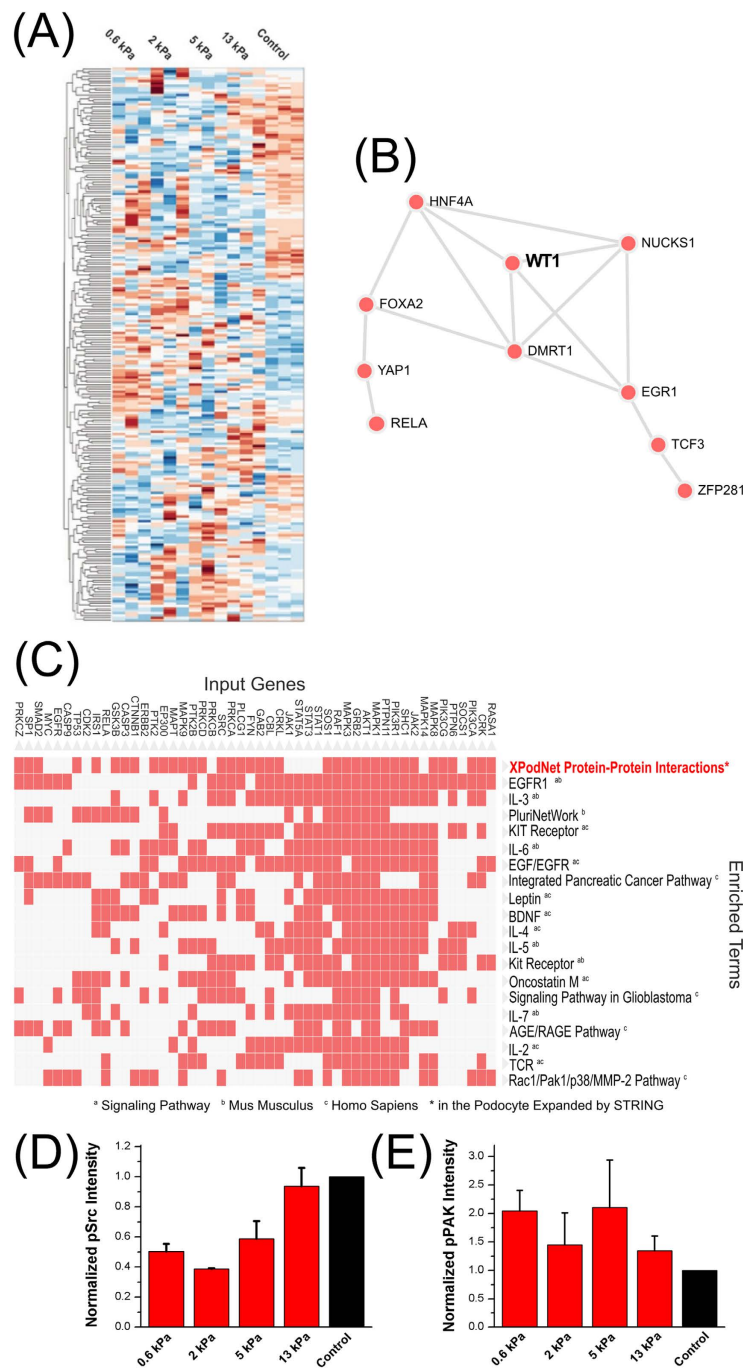 (A)
0.6 kPa
2 kPa
5 kPa
13 kPa
Control
(B)
HNF4A
NUCKS1
WT1
FOXA2
DMRT1
YAP1
EGR1
RELA
TCF3
ZFP281
(C)
Input Genes
PRKCZ
SP1
SMAD2
MYC
EGFR
CASP9
TP53
CDK2
IRS1
RELA
GSK3B
CASP3
CTNNB1
ERBB2
PTK2
EP300
MAPT
MAPK9
PTK2B
PRKCD
PRKCB
SRC
PRKCA
PLCG1
FYN
GAB2
CBL
CRKL
JAK1
STAT5A
STAT3
STAT1
SOS1
RAF1
MAPK3
GRB2
AKT1
MAPK1
PTPN11
PIK3R1
SHC1
JAK2
MAPK14
MAPK8
PIK3CG
PTPN6
SOCS1
PIK3CA
CRK
RASA1
XPodNet Protein-Protein Interactions*
EGFR1 ab
IL-3 ab
PluriNetWork b
KIT Receptor ac
IL-6 ab
EGF/EGFR ac
Integrated Pancreatic Cancer Pathway c
Leptin ac
BDNF ac
IL-4 ac
IL-5 ab
Kit Receptor ab
Oncostatin M ac
Signaling Pathway in Glioblastoma c
IL-7 ab
AGE/RAGE Pathway c
IL-2 ac
TCR ac
Rac1/Pak1/p38/MMP-2 Pathway c
Enriched Terms
a Signaling Pathway b Mus Musculus c Homo Sapiens * in the Podocyte Expanded by STRING
(D)
Normalized pSrc Intensity
1.2
1.0
0.8
0.6
0.4
0.2
0.0
0.6 kPa
2 kPa
5 kPa
13 kPa
Control
(E)
Normalized pPAK Intensity
3.0
2.5
2.0
1.5
1.0
0.5
0.0
0.6 kPa
2 kPa
5 kPa
13 kPa
Control